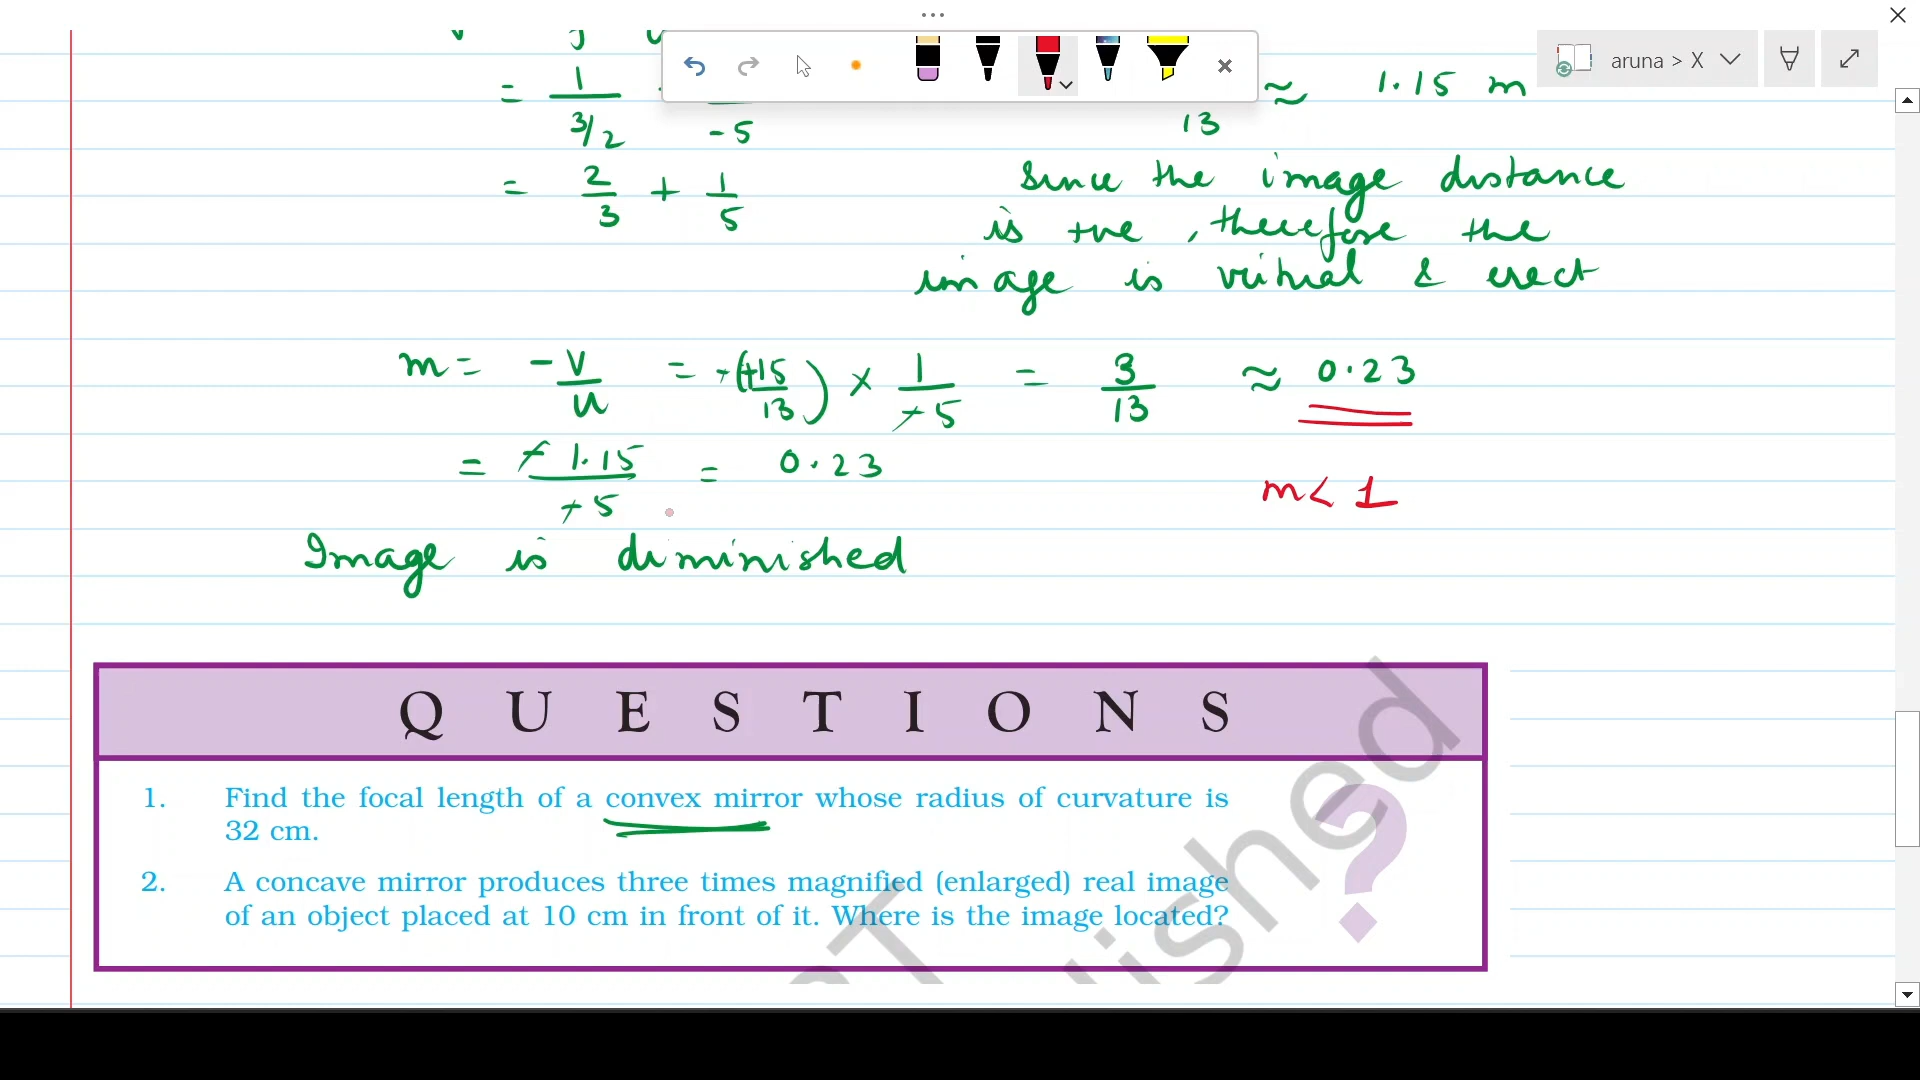 aruna > X
= 1/(3/2) -5
13 ≈ 1.15 m
= 2/3 + 1/5
Since the image distance
is +ve, therefore the
image is virtual & erect
m = -V/u = -(+15/13) × 1/-5 = 3/13 ≈ 0.23
= -1.15/-5 = 0.23
m < 1
Image is diminished
QUESTIONS
1. Find the focal length of a convex mirror whose radius of curvature is
32 cm.
2. A concave mirror produces three times magnified (enlarged) real image
of an object placed at 10 cm in front of it. Where is the image located?
?